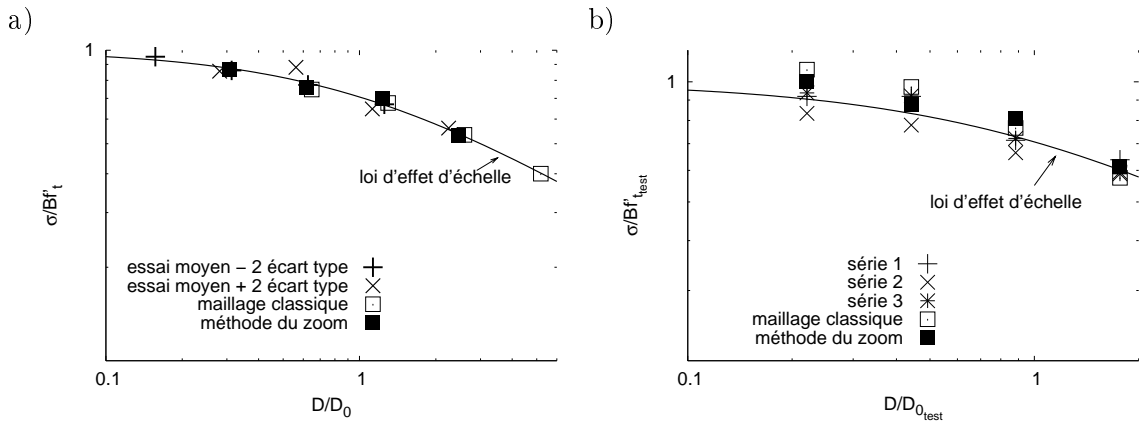 a)
1
σ/Bf't
loi d'effet d'échelle
essai moyen − 2 écart type
essai moyen + 2 écart type
maillage classique
méthode du zoom
0.1
1
D/D0
b)
1
σ/Bf'ttest
loi d'effet d'échelle
série 1
série 2
série 3
maillage classique
méthode du zoom
0.1
1
D/D0test